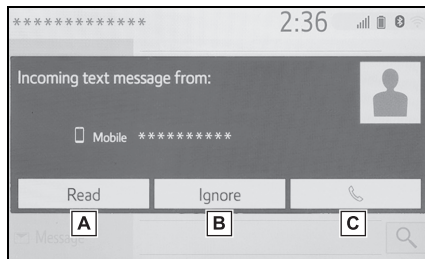 ************* 2:36
Incoming text message from:
Mobile **********
Read Ignore
A B C
Message